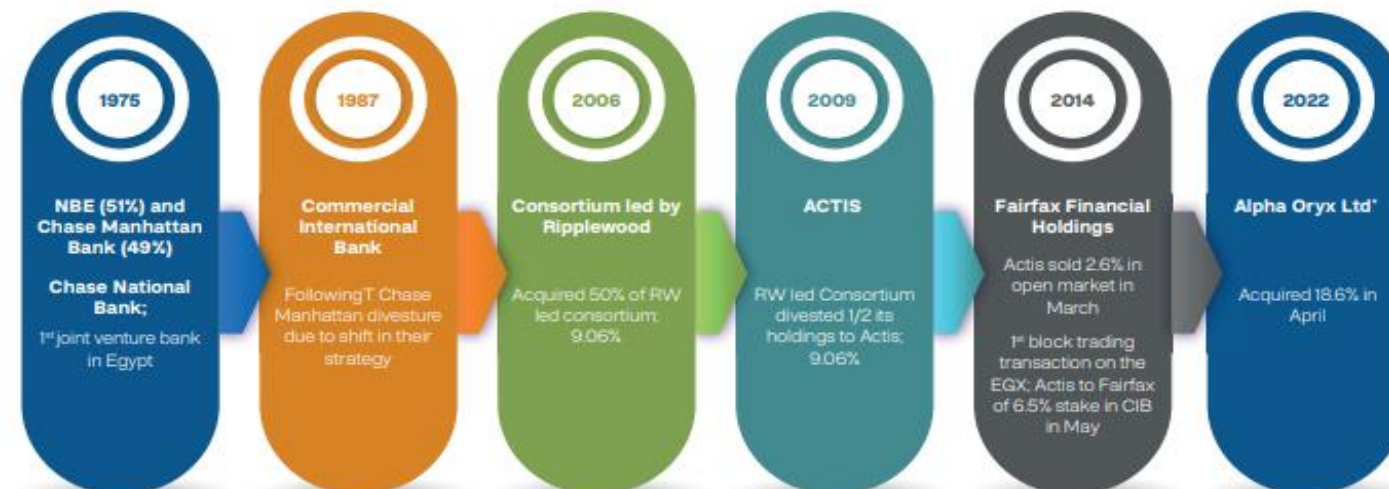 1975
NBE (51%) and
Chase Manhattan
Bank (49%)
Chase National
Bank;
1st joint venture bank
in Egypt
1987
Commercial
International
Bank
FollowingT Chase
Manhattan divesture
due to shift in their
strategy
2006
Consortium led by
Ripplewood
Acquired 50% of RW
led consortium;
9.06%
2009
ACTIS
RW led Consortium
divested 1/2 its
holdings to Actis;
9.06%
2014
Fairfax Financial
Holdings
Actis sold 2.6% in
open market in
March
1st block trading
transaction on the
EGX; Actis to Fairfax
of 6.5% stake in CIB
in May
2022
Alpha Oryx Ltd*
Acquired 18.6% in
April